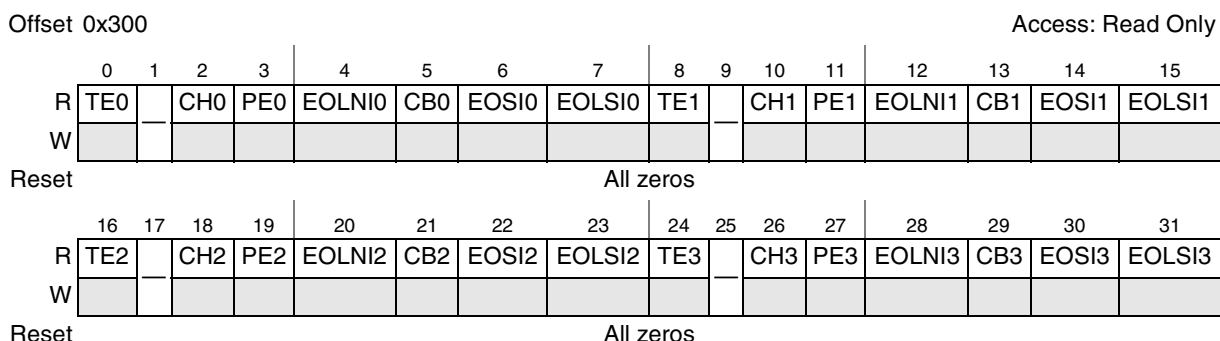 Offset 0x300 Access: Read Only
0 1 2 3 4 5 6 7 8 9 10 11 12 13 14 15
R TE0 — CH0 PE0 EOLNI0 CB0 EOSI0 EOLSI0 TE1 — CH1 PE1 EOLNI1 CB1 EOSI1 EOLSI1
W
Reset All zeros
16 17 18 19 20 21 22 23 24 25 26 27 28 29 30 31
R TE2 — CH2 PE2 EOLNI2 CB2 EOSI2 EOLSI2 TE3 — CH3 PE3 EOLNI3 CB3 EOSI3 EOLSI3
W
Reset All zeros